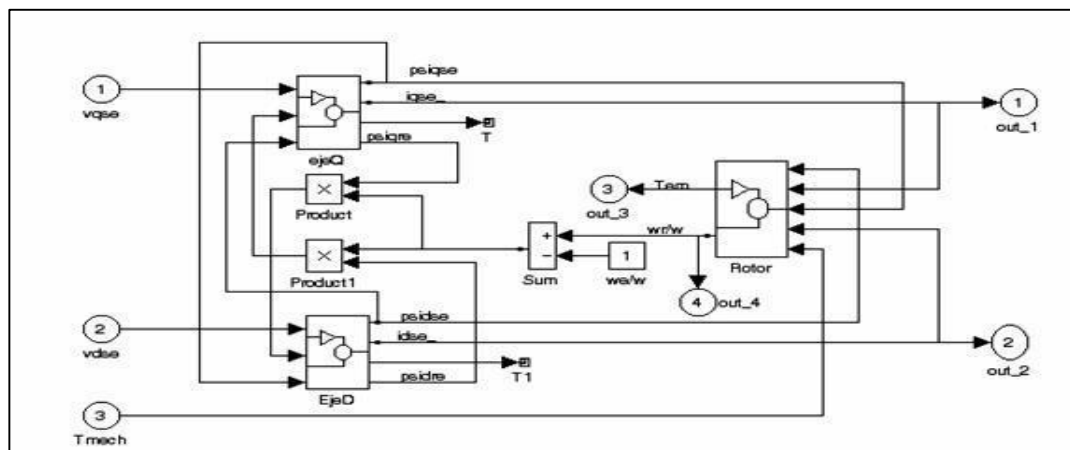 psiqse
1
vqse
iqse_
1
out_1
T
psiqre
ejeQ
×
Product
3
out_3
Tem
Rotor
wr/w
+
−
Sum
1
we/w
×
Product1
4
out_4
psidse
2
vdse
idse_
2
out_2
T1
psidre
EjeD
3
Tmech